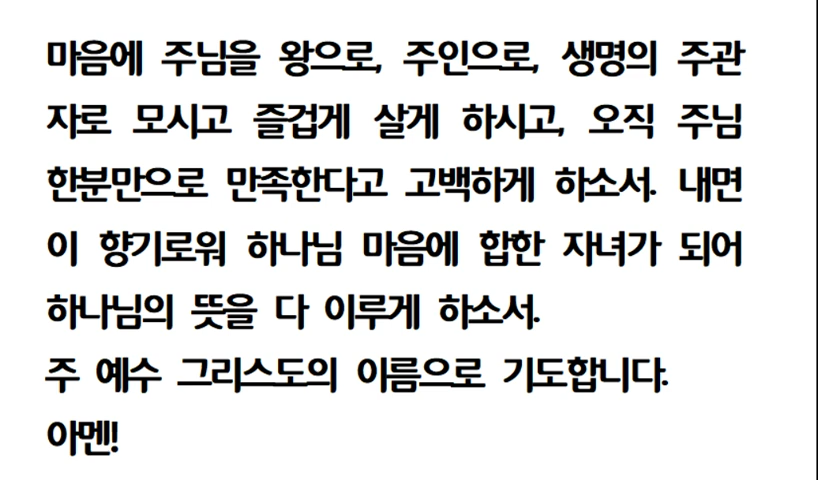 마음에 주님을 왕으로, 주인으로, 생명의 주관
자로 모시고 즐겁게 살게 하시고, 오직 주님
한분만으로 만족한다고 고백하게 하소서. 내면
이 향기로워 하나님 마음에 합한 자녀가 되어
하나님의 뜻을 다 이루게 하소서.
주 예수 그리스도의 이름으로 기도합니다.
아멘!